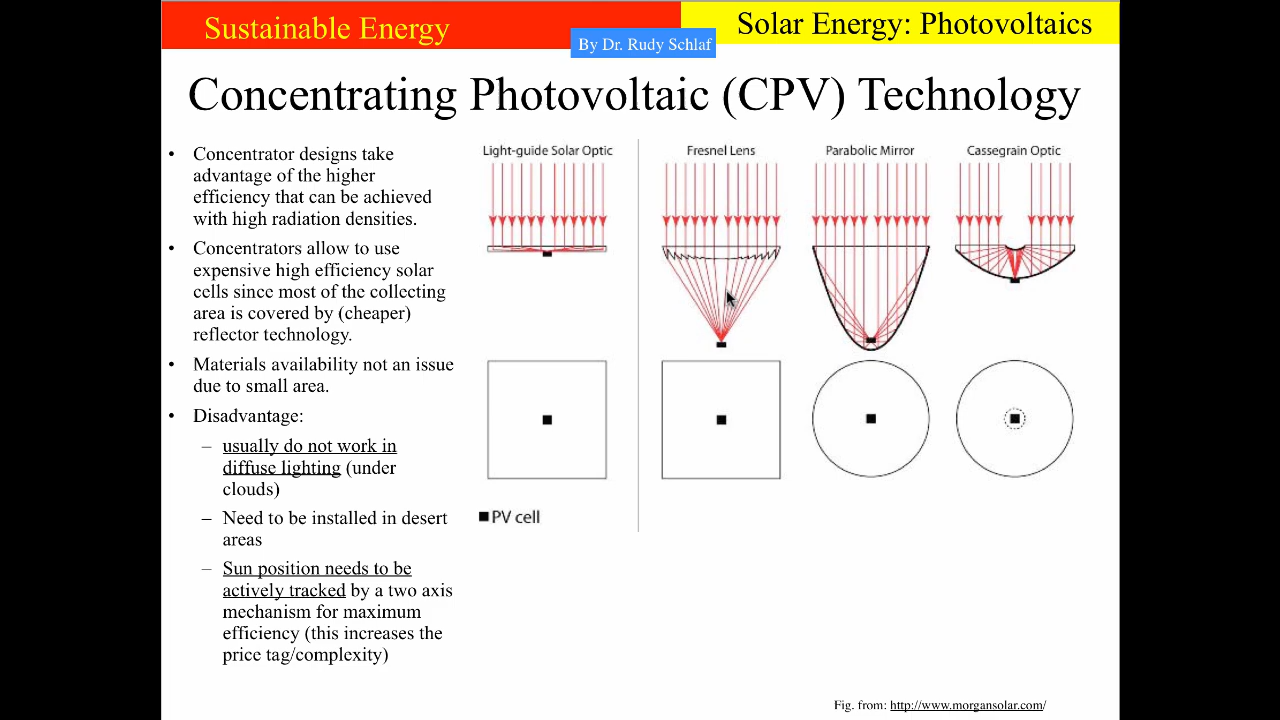 Sustainable Energy
Solar Energy: Photovoltaics
By Dr. Rudy Schlaf
Concentrating Photovoltaic (CPV) Technology
• Concentrator designs take
advantage of the higher
efficiency that can be achieved
with high radiation densities.
• Concentrators allow to use
expensive high efficiency solar
cells since most of the collecting
area is covered by (cheaper)
reflector technology.
• Materials availability not an issue
due to small area.
• Disadvantage:
– usually do not work in
diffuse lighting (under
clouds)
– Need to be installed in desert
areas
– Sun position needs to be
actively tracked by a two axis
mechanism for maximum
efficiency (this increases the
price tag/complexity)
Light-guide Solar Optic
Fresnel Lens
Parabolic Mirror
Cassegrain Optic
PV cell
Fig. from: http://www.morgansolar.com/